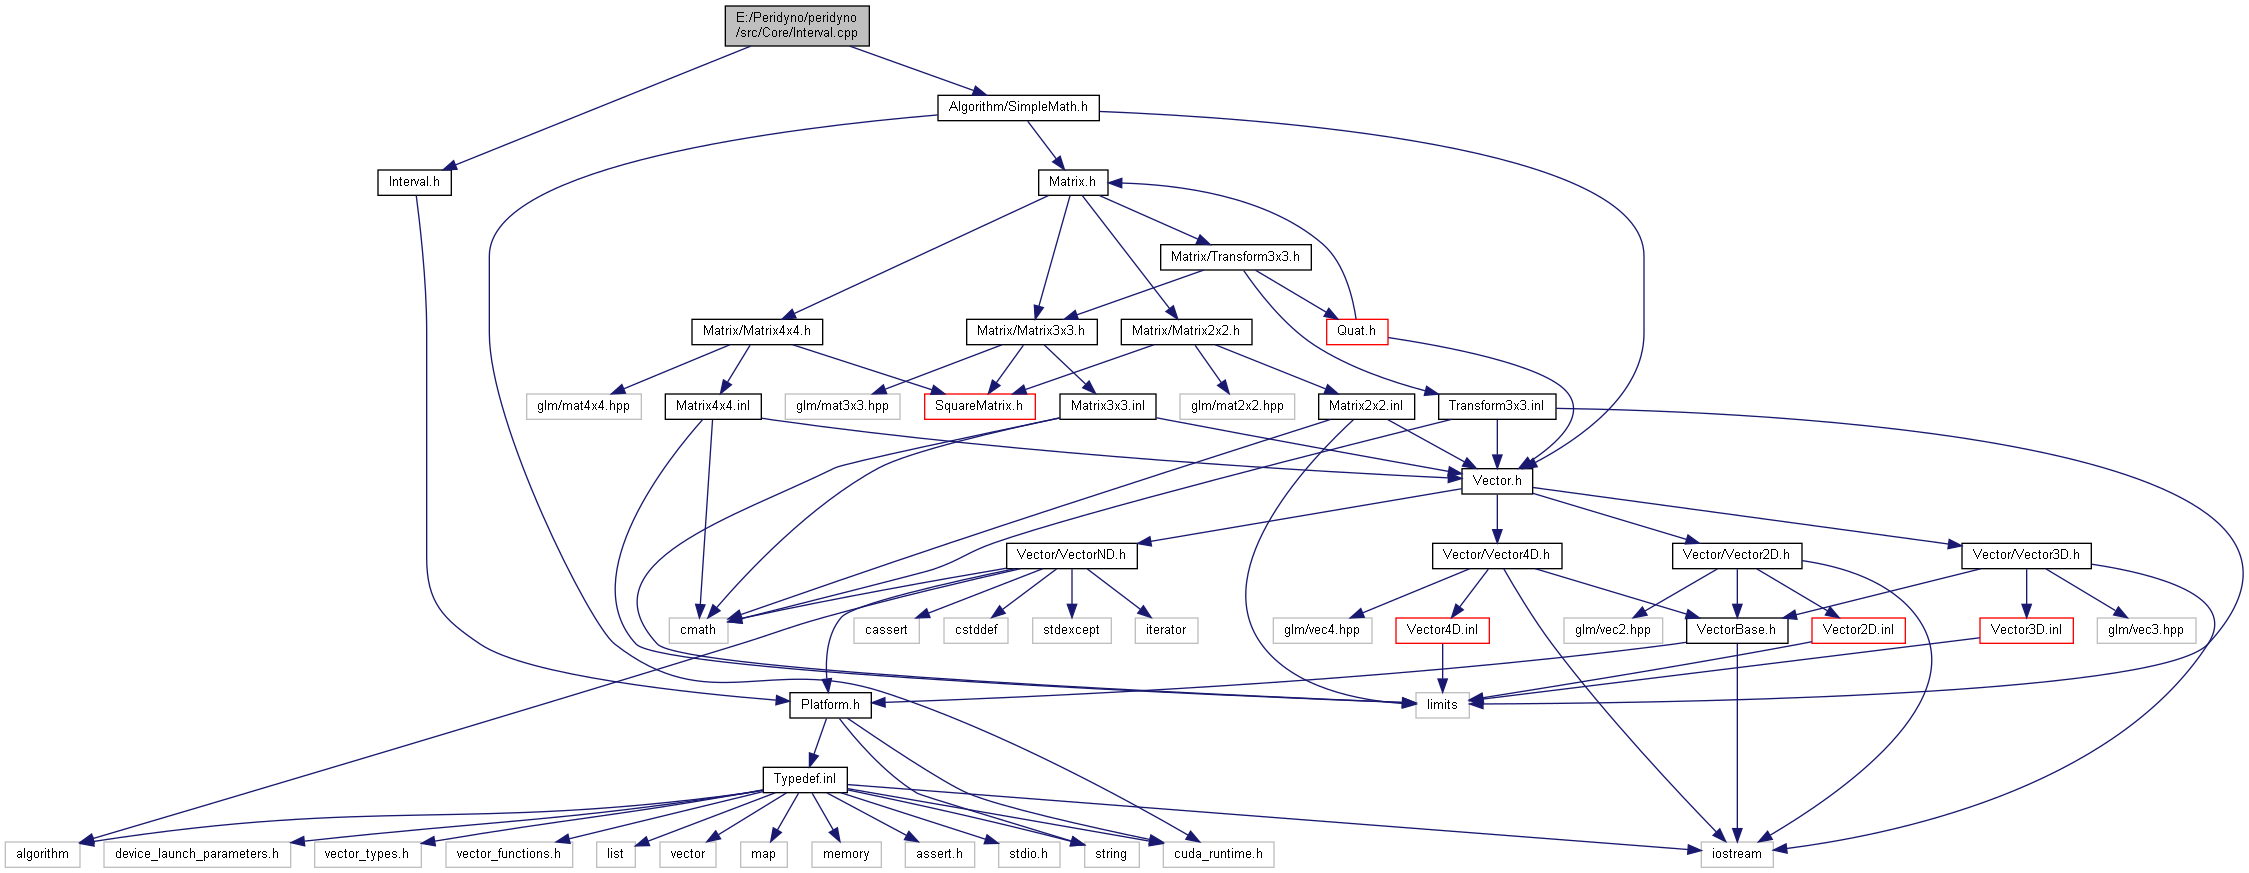 E:/Peridyno/peridyno
/src/Core/Interval.cpp
Algorithm/SimpleMath.h
Interval.h
Matrix.h
Matrix/Transform3x3.h
Matrix/Matrix4x4.h
Matrix/Matrix3x3.h
Matrix/Matrix2x2.h
Quat.h
glm/mat4x4.hpp
Matrix4x4.inl
glm/mat3x3.hpp
SquareMatrix.h
Matrix3x3.inl
glm/mat2x2.hpp
Matrix2x2.inl
Transform3x3.inl
Vector.h
Vector/VectorND.h
Vector/Vector4D.h
Vector/Vector2D.h
Vector/Vector3D.h
cmath
cassert
cstddef
stdexcept
iterator
glm/vec4.hpp
Vector4D.inl
glm/vec2.hpp
VectorBase.h
Vector2D.inl
Vector3D.inl
glm/vec3.hpp
Platform.h
limits
Typedef.inl
algorithm
device_launch_parameters.h
vector_types.h
vector_functions.h
list
vector
map
memory
assert.h
stdio.h
string
cuda_runtime.h
iostream